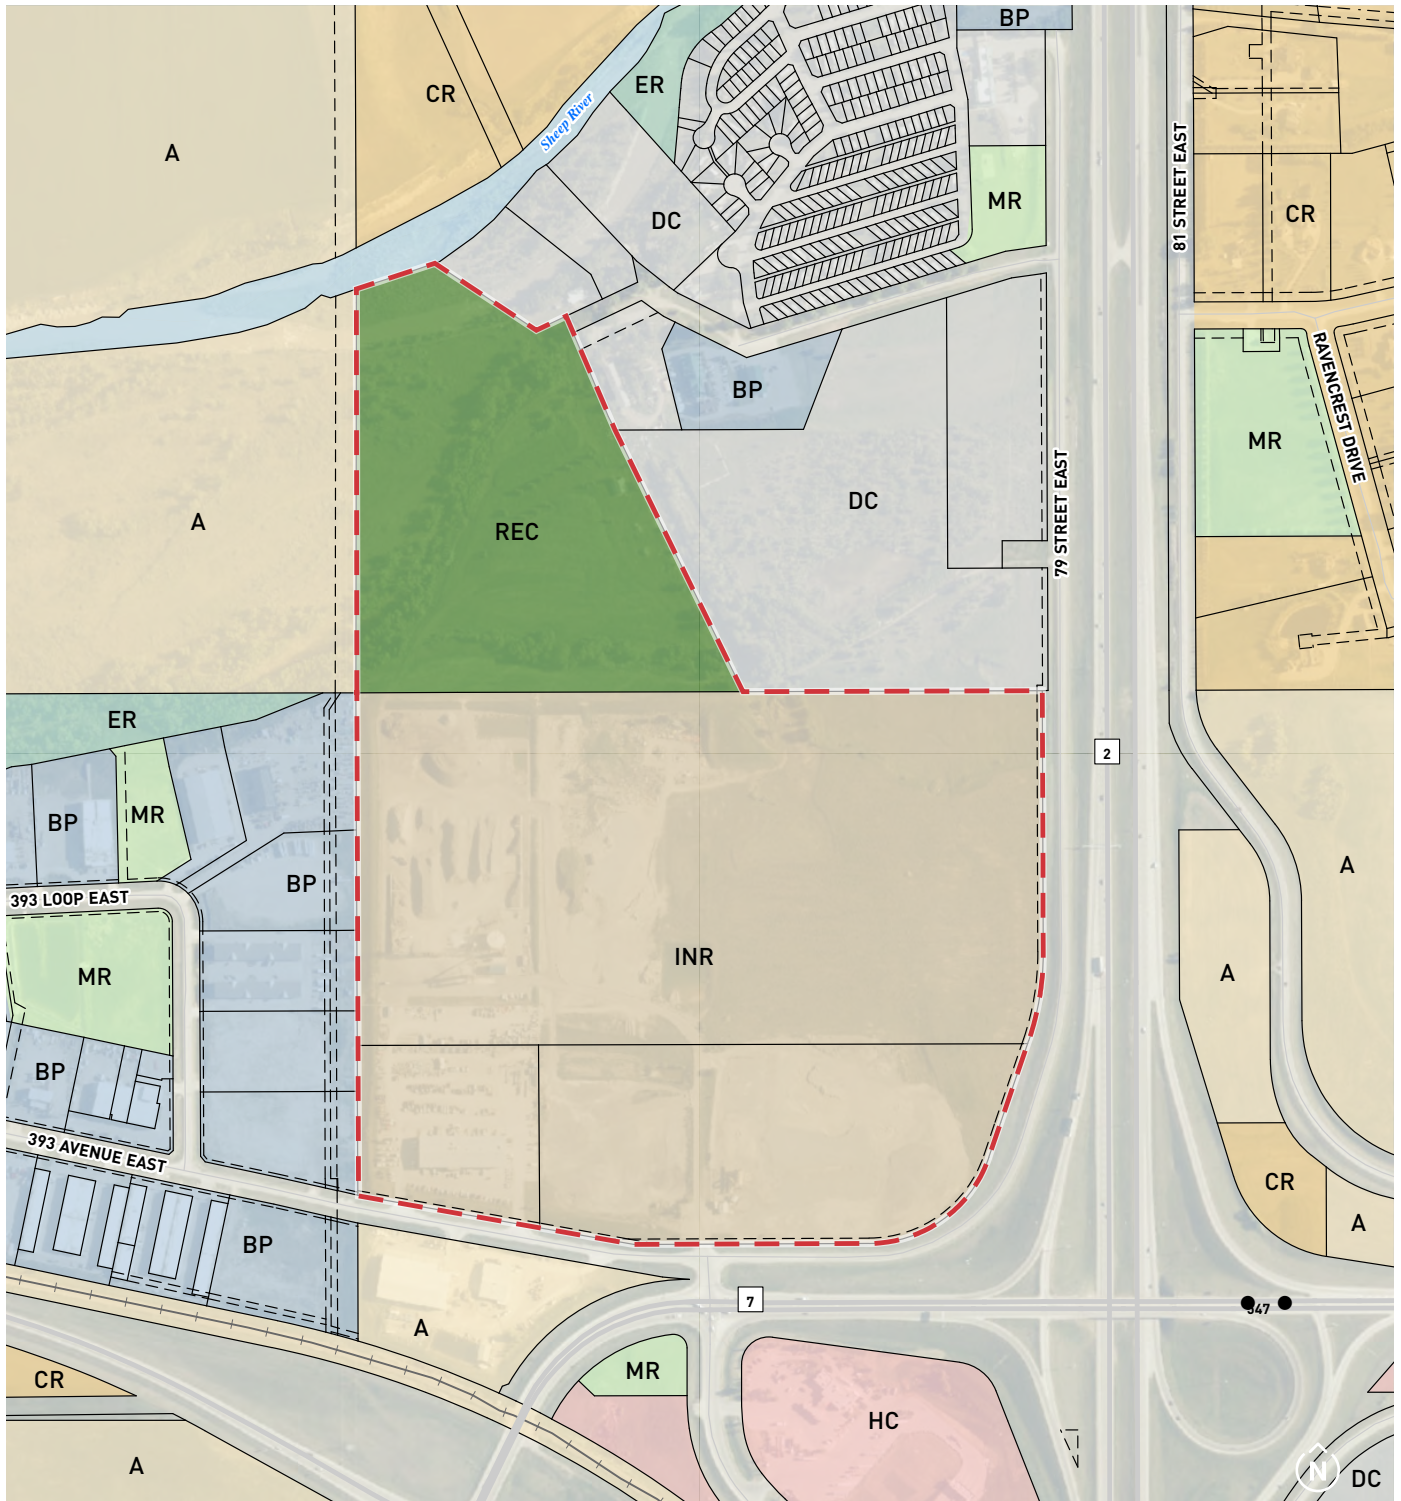 BP
CR
ER
Sheep River
A
81 STREET EAST
MR
CR
DC
BP
RAVENCREST DRIVE
MR
DC
A
REC
79 STREET EAST
ER
2
MR
BP
A
BP
393 LOOP EAST
INR
A
MR
BP
393 AVENUE EAST
CR
A
BP
7
547
A
MR
CR
HC
A
N
DC